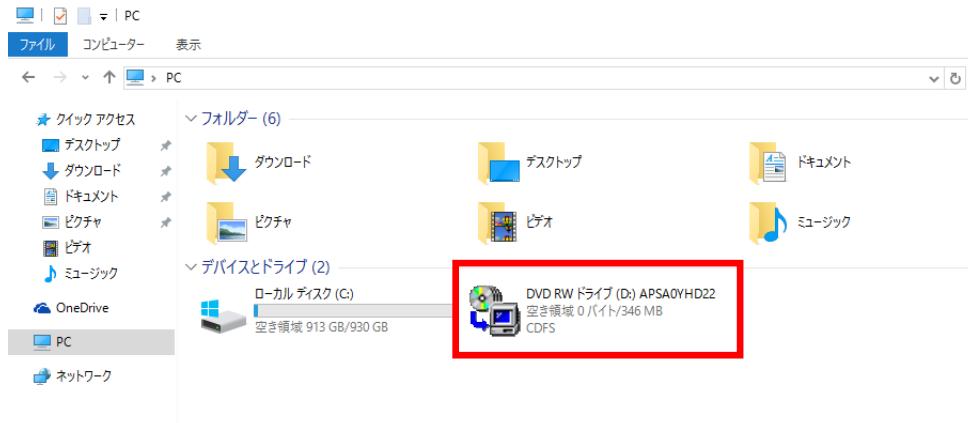 PC
ファイル コンピューター 表示
PC
クイック アクセス
デスクトップ
ダウンロード
ドキュメント
ピクチャ
ビデオ
ミュージック
OneDrive
PC
ネットワーク
フォルダー (6)
ダウンロード
デスクトップ
ドキュメント
ピクチャ
ビデオ
ミュージック
デバイスとドライブ (2)
ローカル ディスク (C:)
空き領域 913 GB/930 GB
DVD RW ドライブ (D:) APSA0YHD22
空き領域 0 バイト/346 MB
CDFS